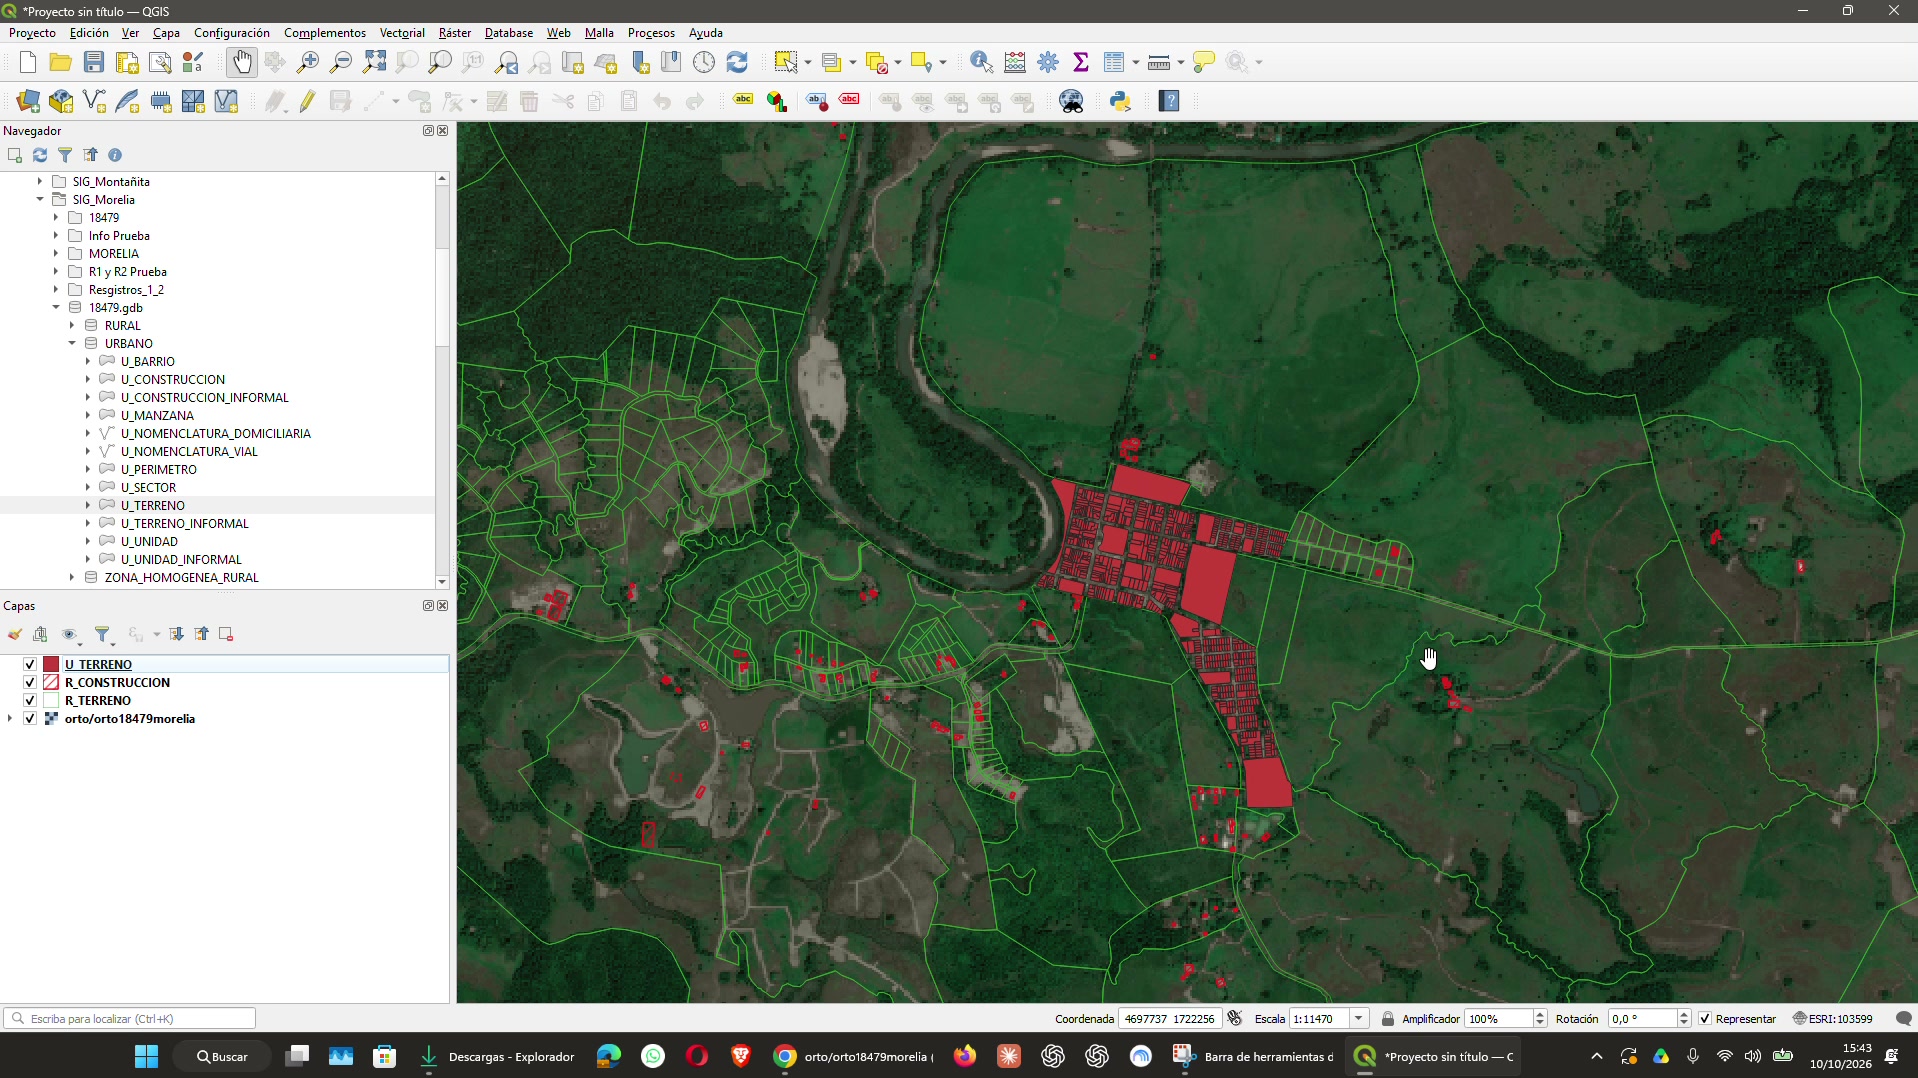 *Proyecto sin título — QGIS
Proyecto Edición Ver Capa Configuración Complementos Vectorial Ráster Database Web Malla Procesos Ayuda
Navegador
SIG_Montañita
SIG_Morelia
18479
Info Prueba
MORELIA
R1 y R2 Prueba
Resgistros_1_2
18479.gdb
RURAL
URBANO
U_BARRIO
U_CONSTRUCCION
U_CONSTRUCCION_INFORMAL
U_MANZANA
U_NOMENCLATURA_DOMICILIARIA
U_NOMENCLATURA_VIAL
U_PERIMETRO
U_SECTOR
U_TERRENO
U_TERRENO_INFORMAL
U_UNIDAD
U_UNIDAD_INFORMAL
ZONA_HOMOGENEA_RURAL
Capas
U_TERRENO
R_CONSTRUCCION
R_TERRENO
orto/orto18479morelia
Escriba para localizar (Ctrl+K)
Coordenada 4697737 1722256 Escala 1:11470 Amplificador 100% Rotación 0,0 ° Representar ESRI:103599
Buscar
Descargas - Explorador
orto/orto18479morelia (
Barra de herramientas d
*Proyecto sin título — C
15:43
10/10/2026